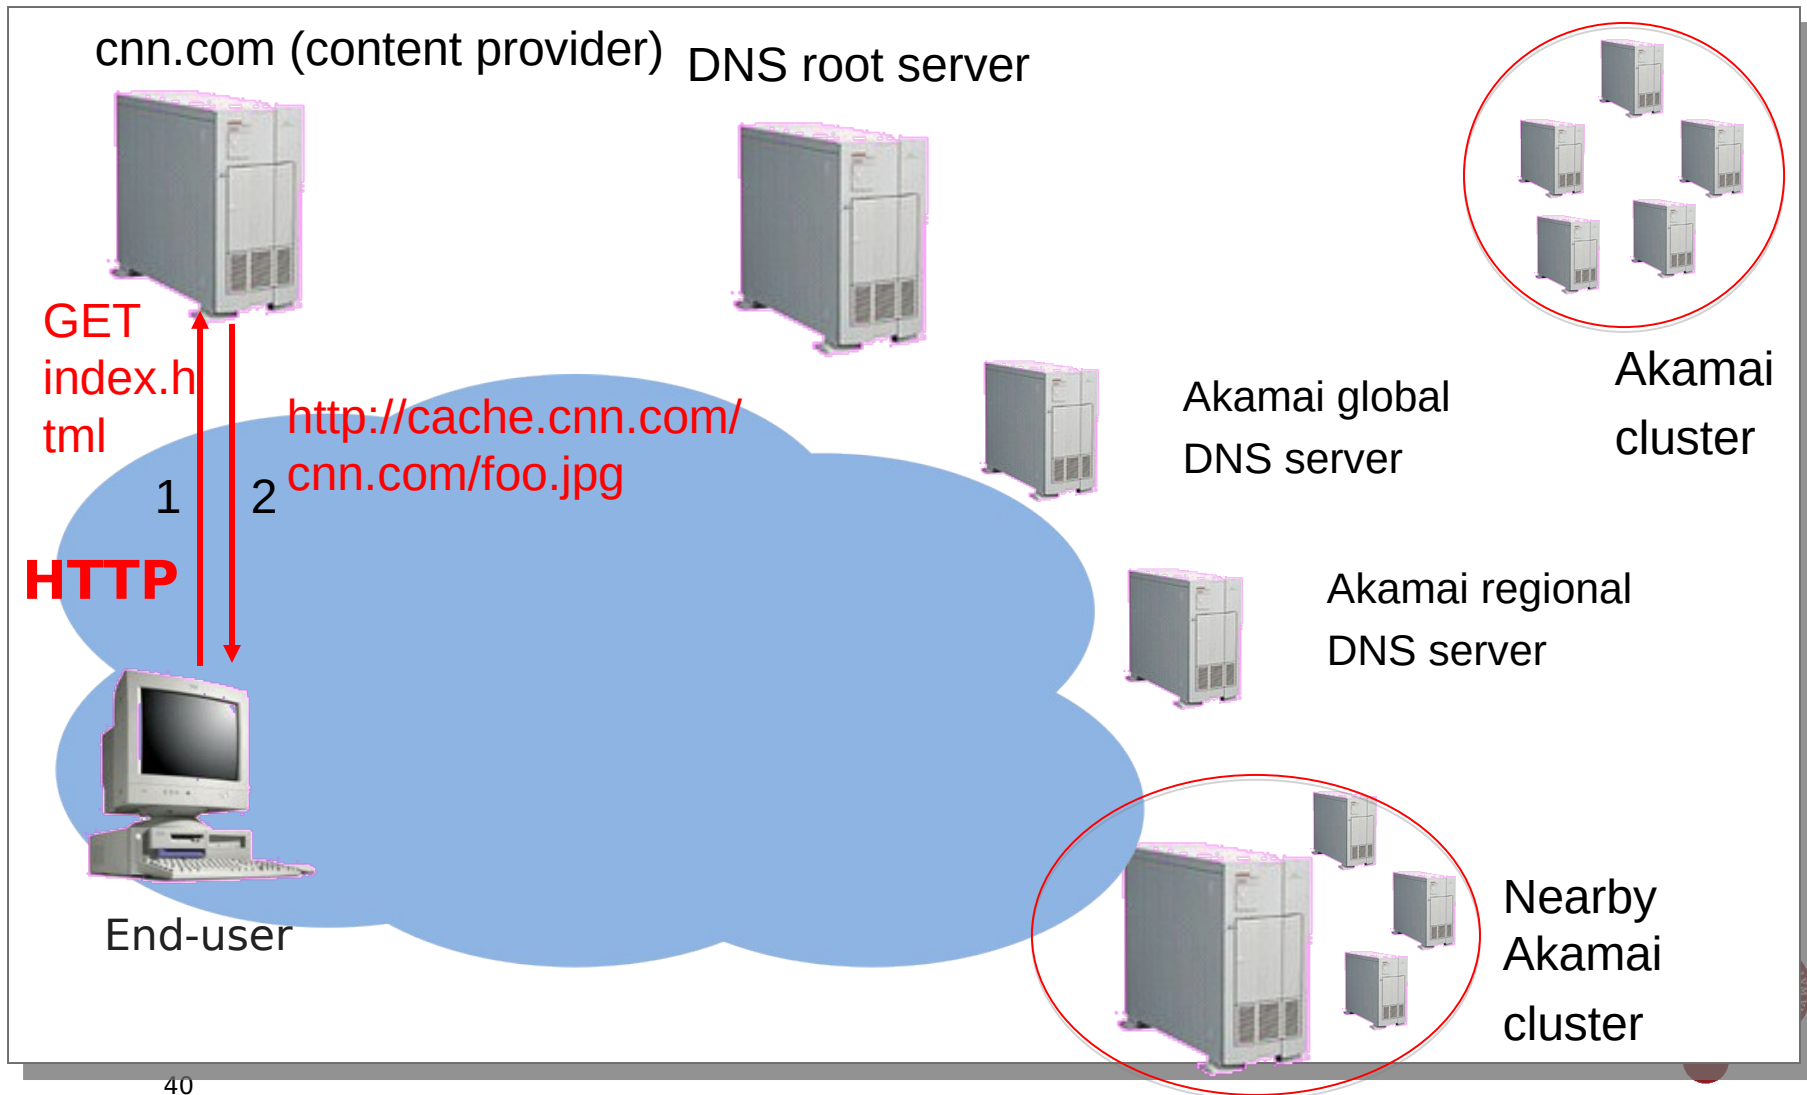 cnn.com (content provider)
DNS root server
GET
index.h
tml
http://cache.cnn.com/
cnn.com/foo.jpg
1
2
HTTP
Akamai global
DNS server
Akamai
cluster
Akamai regional
DNS server
End-user
Nearby
Akamai
cluster
40